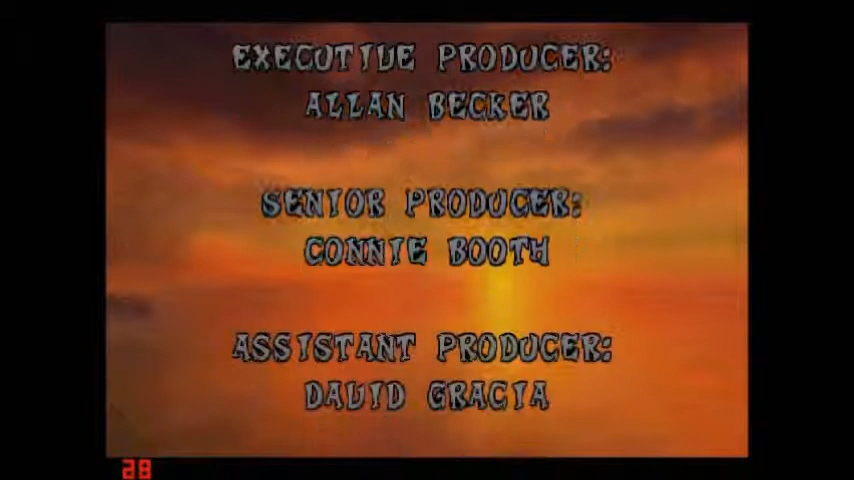 EXECUTIVE PRODUCER:
ALLAN BECKER
SENIOR PRODUCER:
CONNIE BOOTH
ASSISTANT PRODUCER:
DAVID GRACIA
28